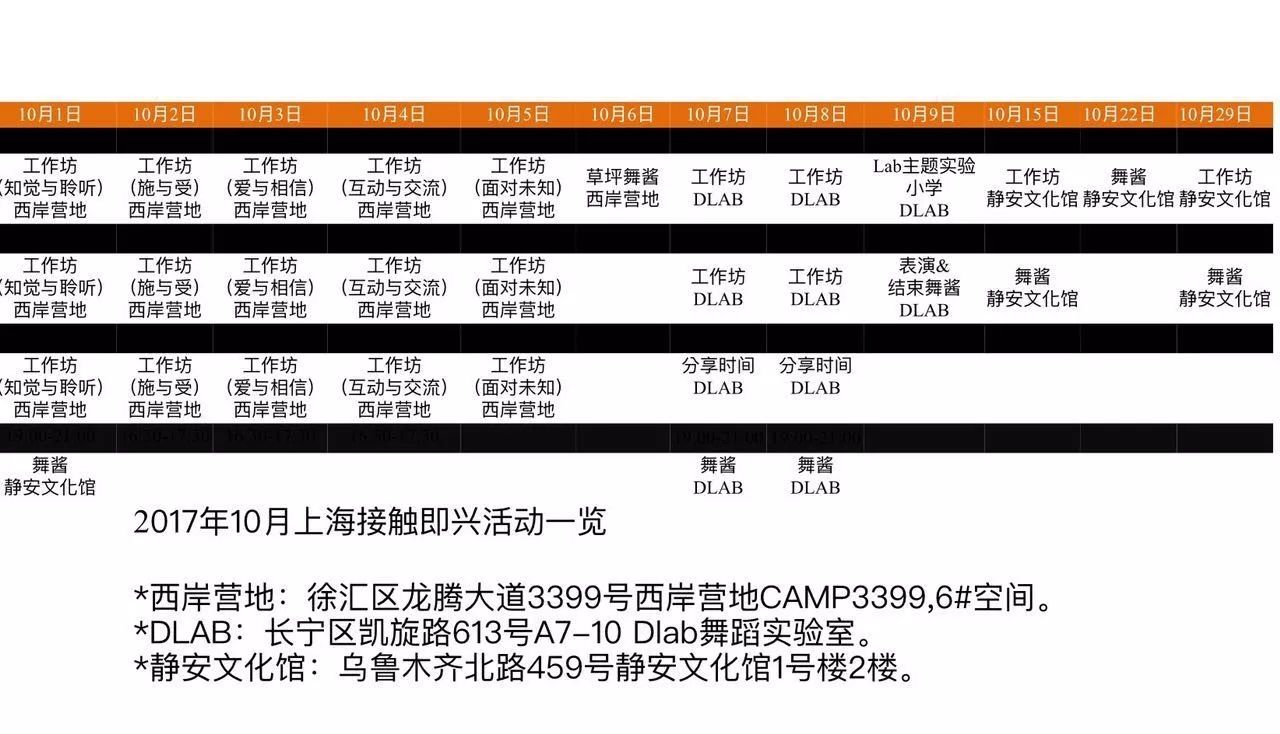 10月1日
10月2日
10月3日
10月4日
10月5日
10月6日
10月7日
10月8日
10月9日
10月15日
10月22日
10月29日
工作坊
(知觉与聆听)
西岸营地
工作坊
(施与受)
西岸营地
工作坊
(爱与相信)
西岸营地
工作坊
(互动与交流)
西岸营地
工作坊
(面对未知)
西岸营地
草坪舞酱
西岸营地
工作坊
DLAB
工作坊
DLAB
Lab主题实验
小学
DLAB
工作坊
静安文化馆
舞酱
静安文化馆
工作坊
静安文化馆
工作坊
(知觉与聆听)
西岸营地
工作坊
(施与受)
西岸营地
工作坊
(爱与相信)
西岸营地
工作坊
(互动与交流)
西岸营地
工作坊
(面对未知)
西岸营地
工作坊
DLAB
工作坊
DLAB
表演&
结束舞酱
DLAB
舞酱
静安文化馆
舞酱
静安文化馆
工作坊
(知觉与聆听)
西岸营地
工作坊
(施与受)
西岸营地
工作坊
(爱与相信)
西岸营地
工作坊
(互动与交流)
西岸营地
工作坊
(面对未知)
西岸营地
分享时间
DLAB
分享时间
DLAB
19:00-21:00
16:30-17:30
16:30-17:30
16:30-17:30
19:00-21:00
19:00-21:00
舞酱
静安文化馆
舞酱
DLAB
舞酱
DLAB
2017年10月上海接触即兴活动一览
*西岸营地：徐汇区龙腾大道3399号西岸营地CAMP3399,6#空间。
*DLAB：长宁区凯旋路613号A7-10 Dlab舞蹈实验室。
*静安文化馆：乌鲁木齐北路459号静安文化馆1号楼2楼。